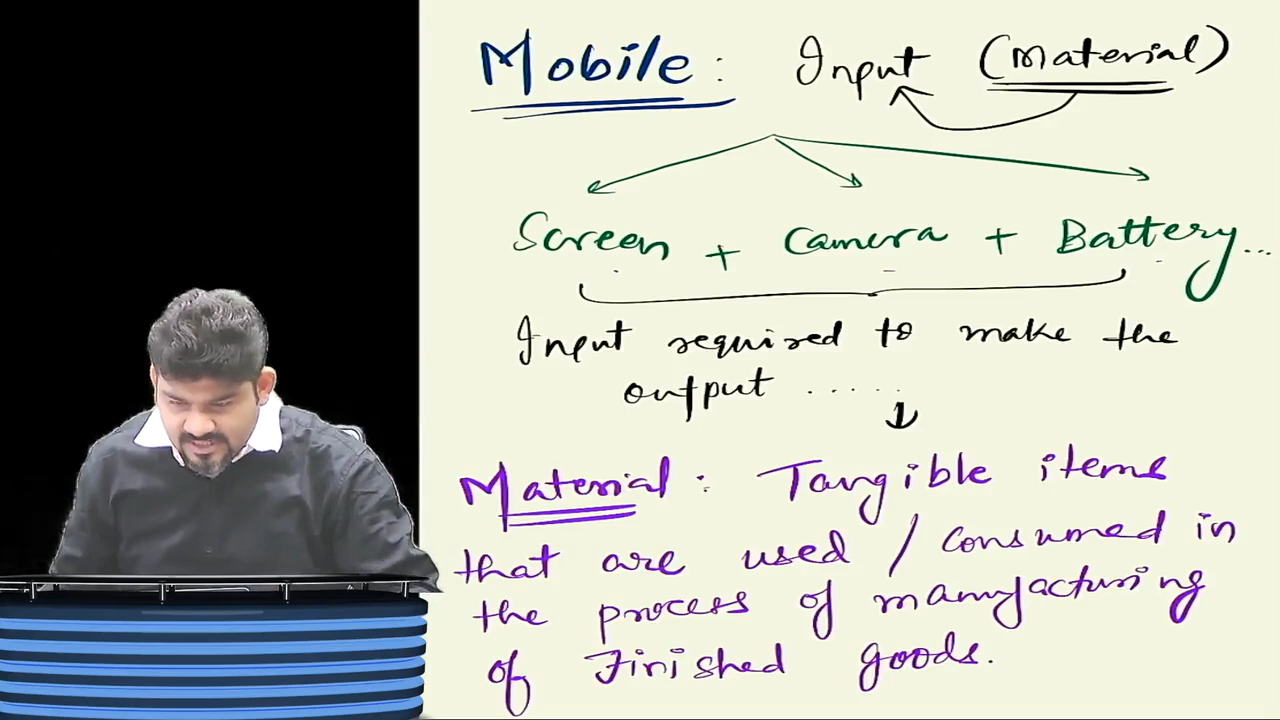 Mobile: Input (Material)
Screen + Camera + Battery...
Input required to make the
output .....
Material: Tangible items
that are used / consumed in
the process of manufacturing
of Finished goods.